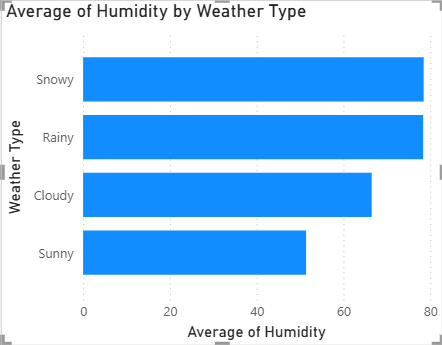 Average of Humidity by Weather Type
Weather Type
Snowy
Rainy
Cloudy
Sunny
0 20 40 60 80
Average of Humidity